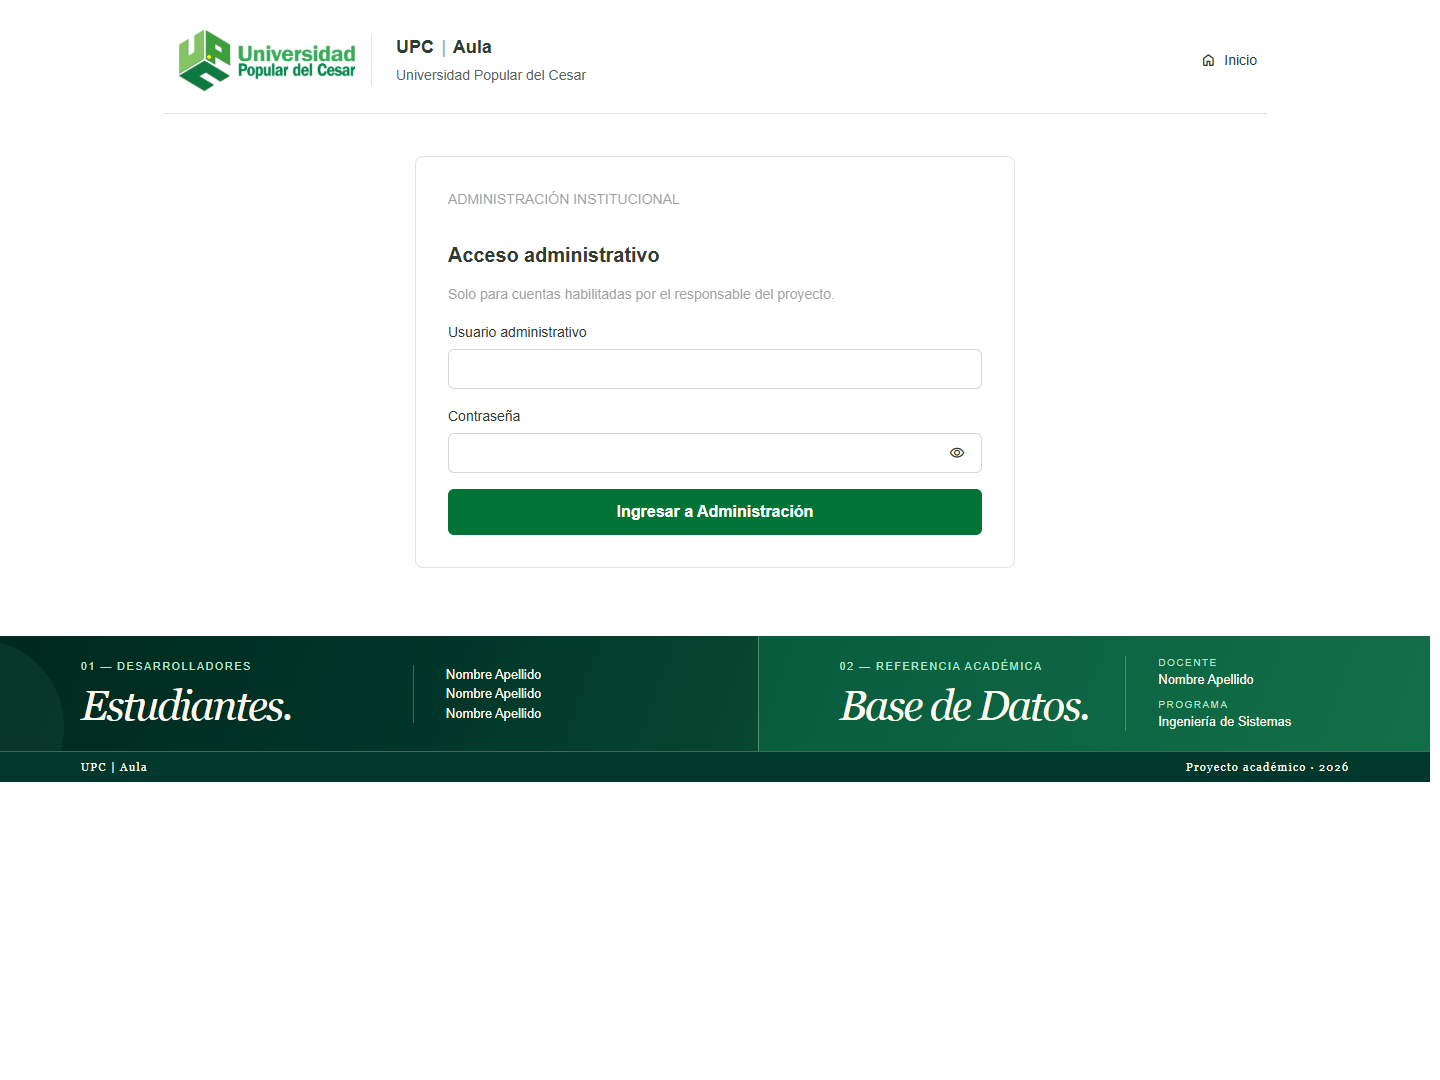 Universidad
Popular del Cesar
UPC | Aula
Universidad Popular del Cesar
Inicio
ADMINISTRACIÓN INSTITUCIONAL
Acceso administrativo
Solo para cuentas habilitadas por el responsable del proyecto.
Usuario administrativo
Contraseña
Ingresar a Administración
01 — DESARROLLADORES
Estudiantes.
Nombre Apellido
Nombre Apellido
Nombre Apellido
02 — REFERENCIA ACADÉMICA
Base de Datos.
DOCENTE
Nombre Apellido
PROGRAMA
Ingeniería de Sistemas
UPC | Aula
Proyecto académico · 2026